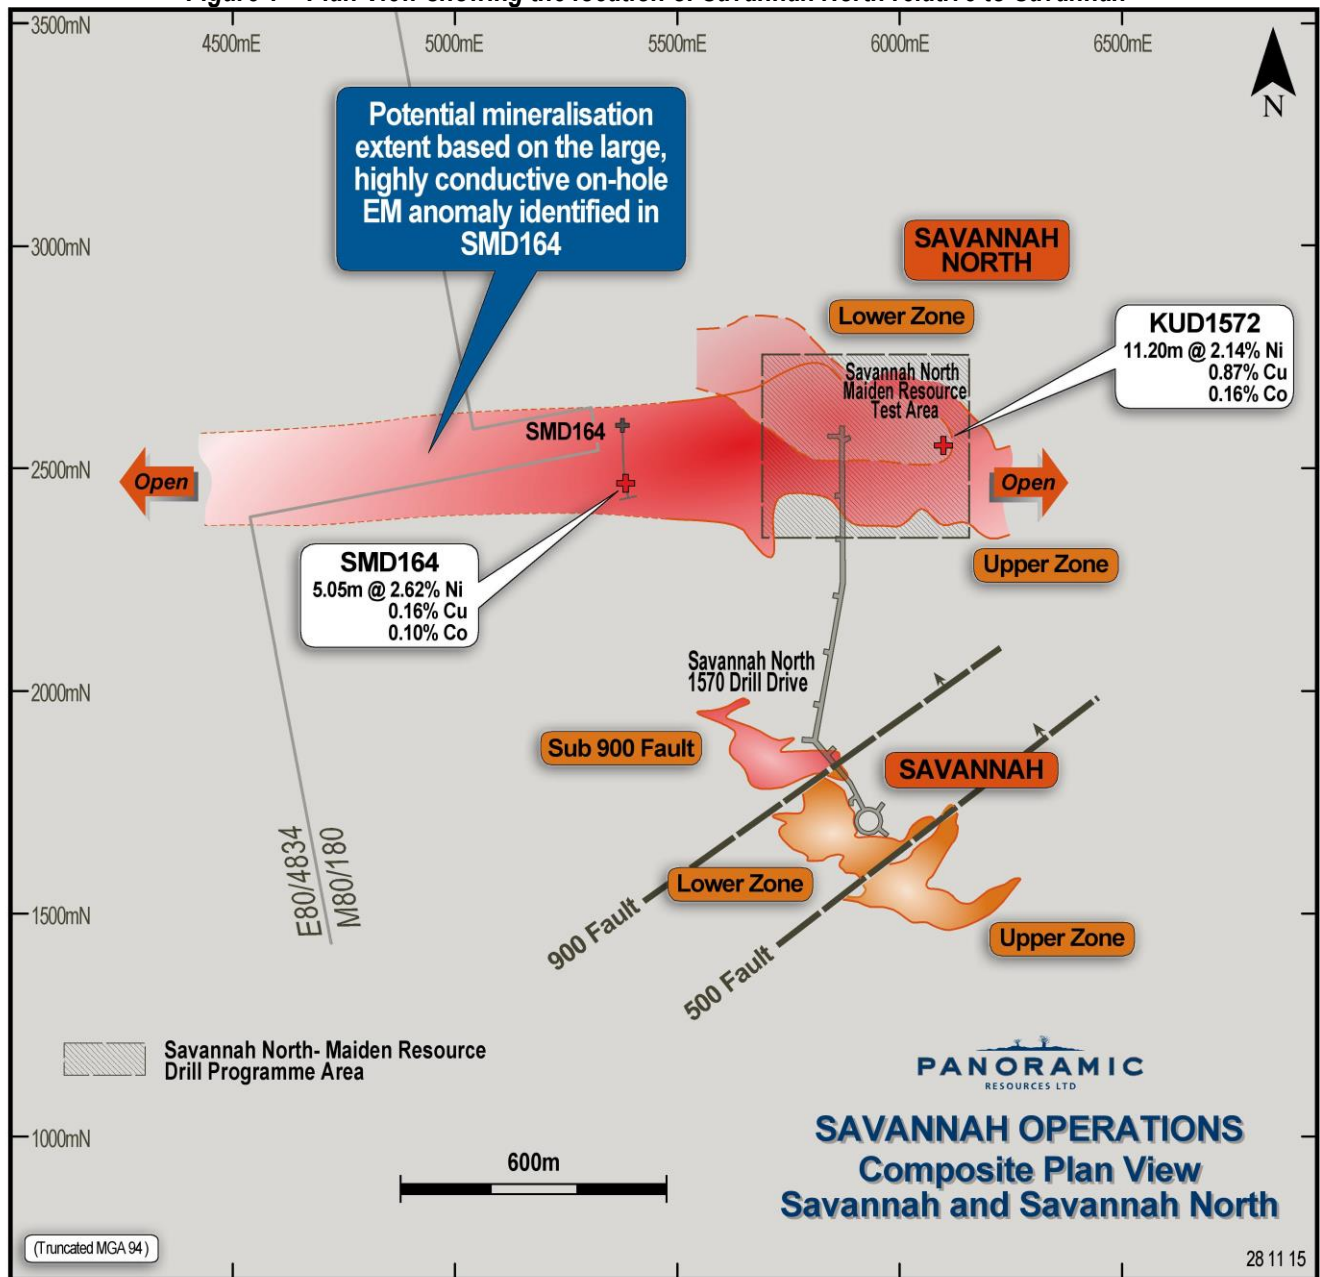 3500mN
4500mE
5000mE
5500mE
6000mE
6500mE
N
Potential mineralisation
extent based on the large,
highly conductive on-hole
EM anomaly identified in
SMD164
3000mN
SAVANNAH
NORTH
Lower Zone
KUD1572
11.20m @ 2.14% Ni
0.87% Cu
0.16% Co
Savannah North
Maiden Resource
Test Area
SMD164
2500mN
Open
Open
SMD164
5.05m @ 2.62% Ni
0.16% Cu
0.10% Co
Upper Zone
Savannah North
1570 Drill Drive
2000mN
Sub 900 Fault
SAVANNAH
E80/4834
M80/180
Lower Zone
1500mN
900 Fault
Upper Zone
500 Fault
Savannah North- Maiden Resource
Drill Programme Area
PANORAMIC
RESOURCES LTD
SAVANNAH OPERATIONS
Composite Plan View
Savannah and Savannah North
1000mN
600m
(Truncated MGA 94 )
28 11 15